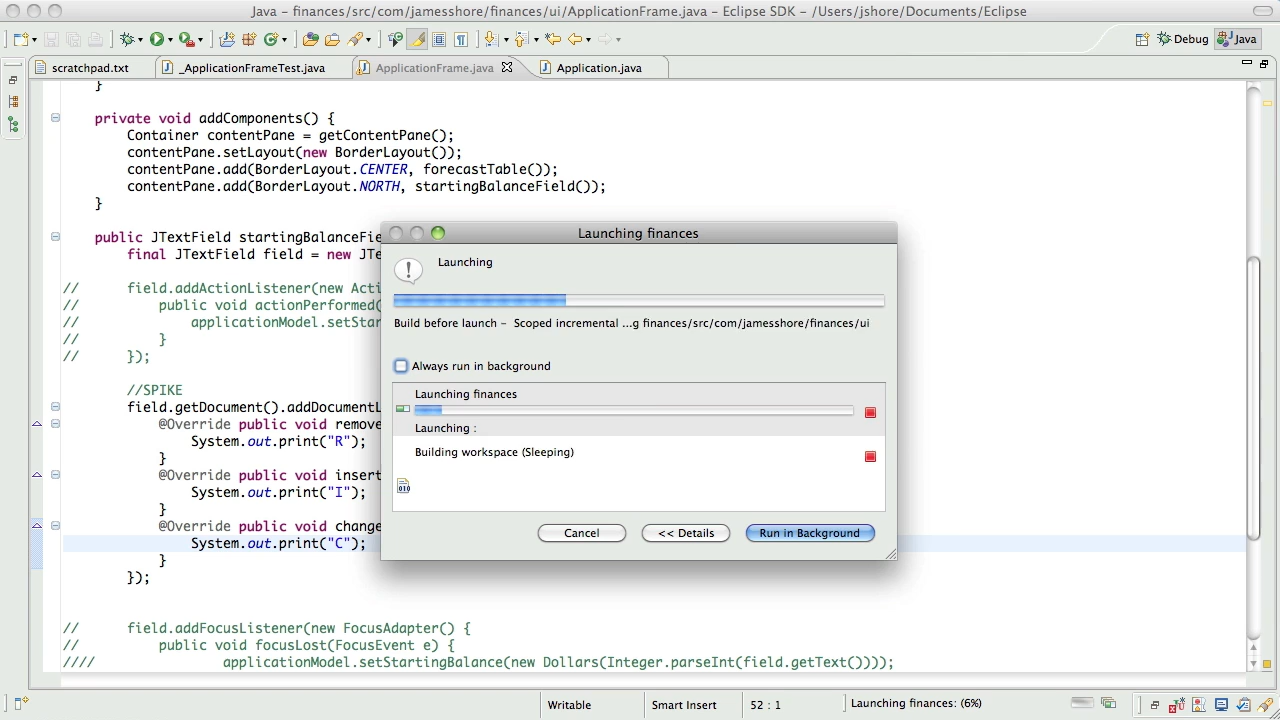 Java – finances/src/com/jamesshore/finances/ui/ApplicationFrame.java – Eclipse SDK – /Users/jshore/Documents/Eclipse
Debug
Java
scratchpad.txt
_ApplicationFrameTest.java
ApplicationFrame.java
Application.java
}
private void addComponents() {
Container contentPane = getContentPane();
contentPane.setLayout(new BorderLayout());
contentPane.add(BorderLayout.CENTER, forecastTable());
contentPane.add(BorderLayout.NORTH, startingBalanceField());
}
public JTextField startingBalanceFie
final JTextField field = new JTe
// field.addActionListener(new Acti
// public void actionPerformed(
// applicationModel.setStar
// }
// });
//SPIKE
field.getDocument().addDocumentL
@Override public void remove
System.out.print("R");
}
@Override public void insert
System.out.print("I");
}
@Override public void change
System.out.print("C");
}
});
// field.addFocusListener(new FocusAdapter() {
// public void focusLost(FocusEvent e) {
//// applicationModel.setStartingBalance(new Dollars(Integer.parseInt(field.getText())));
Launching finances
Launching
Build before launch – Scoped incremental ...g finances/src/com/jamesshore/finances/ui
Always run in background
Launching finances
Launching :
Building workspace (Sleeping)
010
Cancel
<< Details
Run in Background
Writable
Smart Insert
52 : 1
Launching finances: (6%)